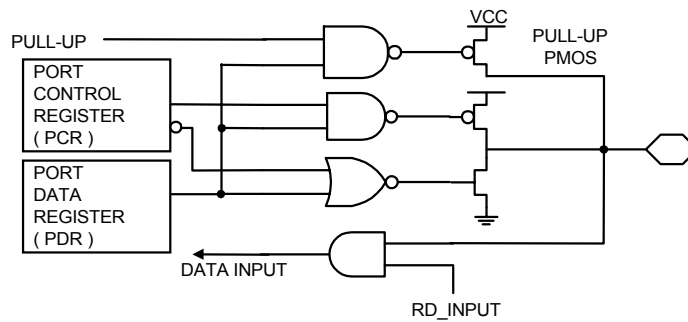 VCC
PULL-UP
PULL-UP
PMOS
PORT
CONTROL
REGISTER
( PCR )
PORT
DATA
REGISTER
( PDR )
DATA INPUT
RD_INPUT